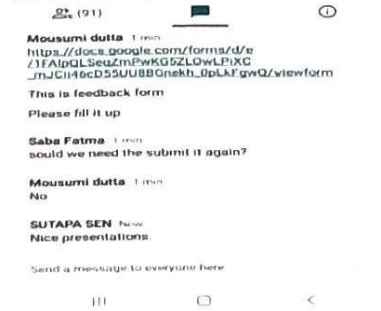 (91)
Mousumi dutta 1 min
https://docs.google.com/forms/d/e
This is feedback form
Please fill it up
Saba Fatma 1 min
sould we need the submit it again?
Mousumi dutta 1 min
No
SUTAPA SEN Now
Nice presentations.
Send a message to everyone here